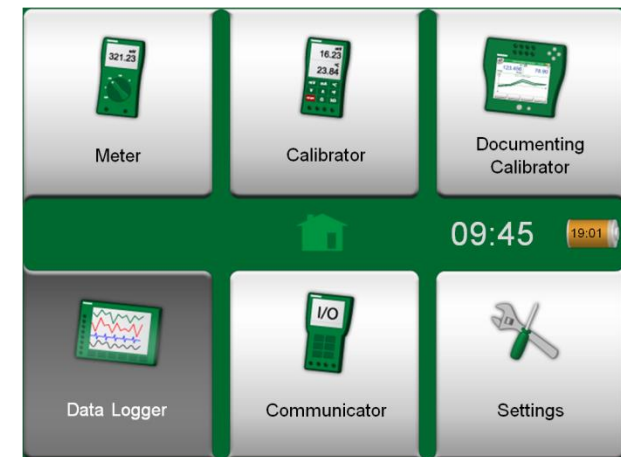 321.23
16.23
23.84
Meter
Calibrator
Documenting
Calibrator
09:45
19:01
I/O
Data Logger
Communicator
Settings